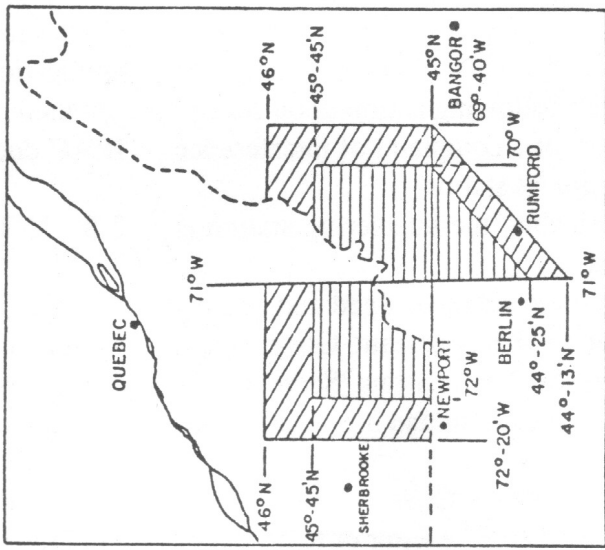 QUEBEC
71°W
46°N
46°N
45°-45'N
45°-45'N
SHERBROOKE
45°N
BANGOR
NEWPORT
72°W
69°-40'W
70°W
72°-20'W
BERLIN
RUMFORD
44°-25'N
44°-13'N
71°W